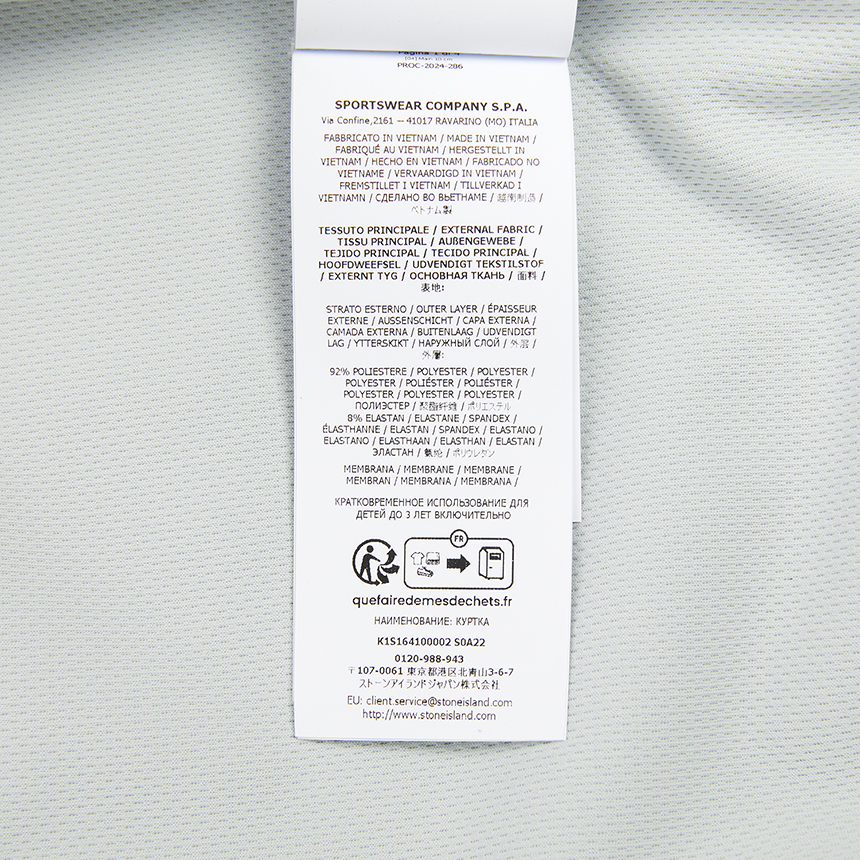 Pagina 1 di 4
PROC-2024-286
SPORTSWEAR COMPANY S.P.A.
Via Confine,2161 – 41017 RAVARINO (MO) ITALIA
FABBRICATO IN VIETNAM / MADE IN VIETNAM /
FABRIQUÉ AU VIETNAM / HERGESTELLT IN
VIETNAM / HECHO EN VIETNAM / FABRICADO NO
VIETNAME / VERVAARDIGD IN VIETNAM /
FREMSTILLET I VIETNAM / TILLVERKAD I
VIETNAMN / СДЕЛАНО ВО ВЬЕТНАМЕ / 越南制造 /
ベトナム製
TESSUTO PRINCIPALE / EXTERNAL FABRIC /
TISSU PRINCIPAL / AUßENGEWEBE /
TEJIDO PRINCIPAL / TECIDO PRINCIPAL /
HOOFDWEEFSEL / UDVENDIGT TEKSTILSTOF
/ EXTERNT TYG / ОСНОВНАЯ ТКАНЬ / 面料 /
表地:
STRATO ESTERNO / OUTER LAYER / ÉPAISSEUR
EXTERNE / AUSSENSCHICHT / CAPA EXTERNA /
CAMADA EXTERNA / BUITENLAAG / UDVENDIGT
LAG / YTTERSKIKT / НАРУЖНЫЙ СЛОЙ / 外层 /
外層:
92% POLIESTERE / POLYESTER / POLYESTER /
POLYESTER / POLIÉSTER / POLIÉSTER /
POLYESTER / POLYESTER / POLYESTER /
ПОЛИЭСТЕР / 聚酯纤维 / ポリエステル
8% ELASTAN / ELASTANE / SPANDEX /
ÉLASTHANNE / ELASTAN / SPANDEX / ELASTANO /
ELASTANO / ELASTHAAN / ELASTHAN / ELASTAN /
ЭЛАСТАН / 氨纶 / ポリウレタン
MEMBRANA / MEMBRANE / MEMBRANE /
MEMBRAN / MEMBRANA / MEMBRANA /
КРАТКОВРЕМЕННОЕ ИСПОЛЬЗОВАНИЕ ДЛЯ
ДЕТЕЙ ДО 3 ЛЕТ ВКЛЮЧИТЕЛЬНО
FR
quefairedemesdechets.fr
НАИМЕНОВАНИЕ: КУРТКА
K1S164100002 S0A22
0120-988-943
〒107-0061 東京都港区北青山3-6-7
ストーンアイランドジャパン株式会社
EU: client.service@stoneisland.com
http://www.stoneisland.com